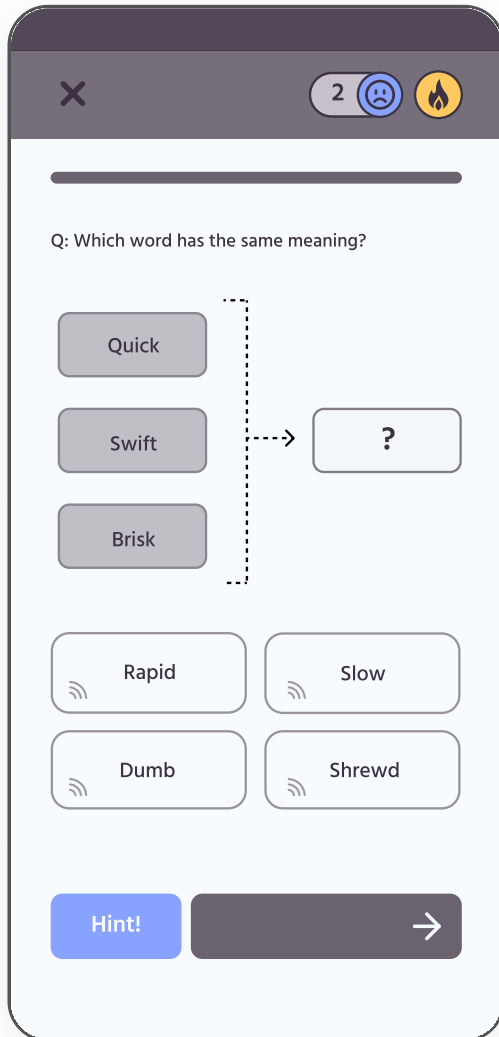 2
Q: Which word has the same meaning?
Quick
Swift
Brisk
?
Rapid
Slow
Dumb
Shrewd
Hint!